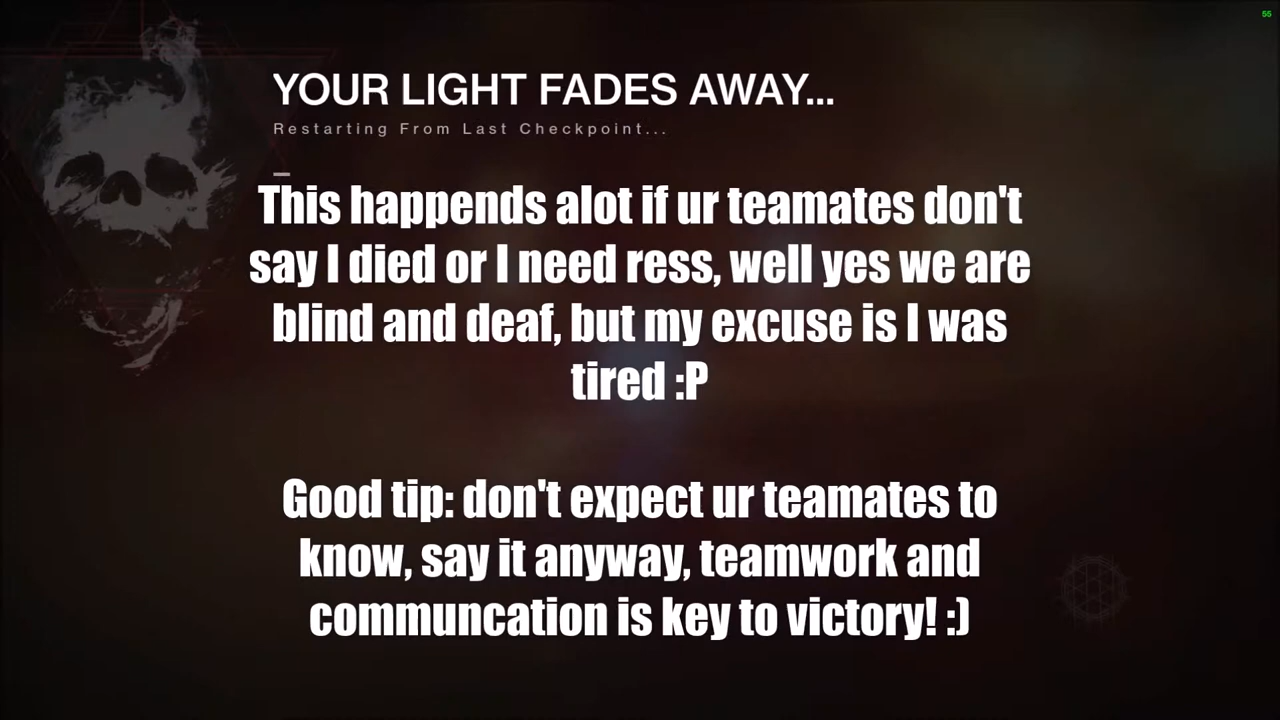 55
YOUR LIGHT FADES AWAY...
Restarting From Last Checkpoint...
This happends alot if ur teamates don't
say I died or I need ress, well yes we are
blind and deaf, but my excuse is I was
tired :P
Good tip: don't expect ur teamates to
know, say it anyway, teamwork and
communcation is key to victory! :)